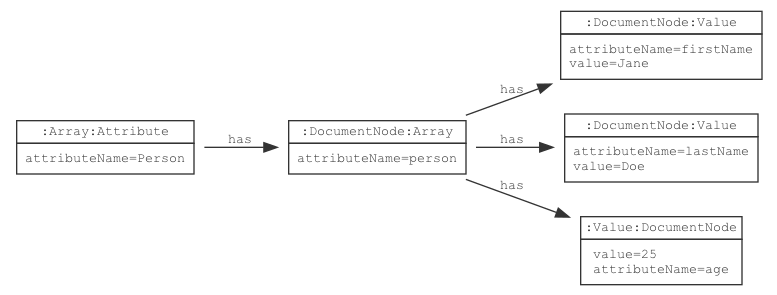 :DocumentNode:Value
attributeName=firstName
value=Jane
has
:Array:Attribute
attributeName=Person
has
:DocumentNode:Array
attributeName=person
has
:DocumentNode:Value
attributeName=lastName
value=Doe
has
:Value:DocumentNode
value=25
attributeName=age